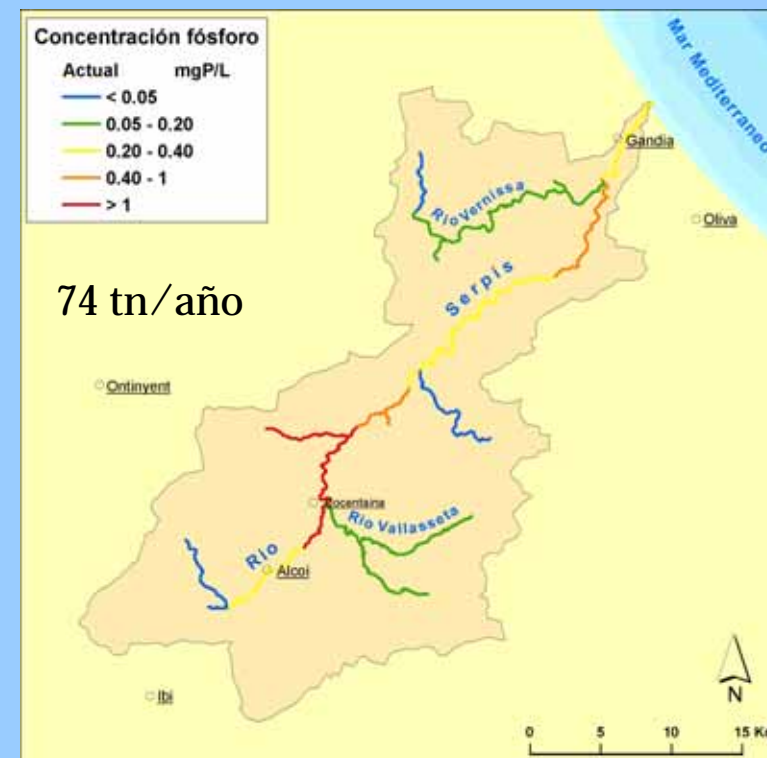 Concentración fósforo
Actual mgP/L
< 0.05
0.05 - 0.20
0.20 - 0.40
0.40 - 1
> 1
Mar Mediterraneo
Gandia
Rio Vernissa
Oliva
74 tn/año
Serpis
Ontinyent
Cocentaina
Rio Vallasseta
Rio
Alcoi
Ibi
N
0 5 10 15